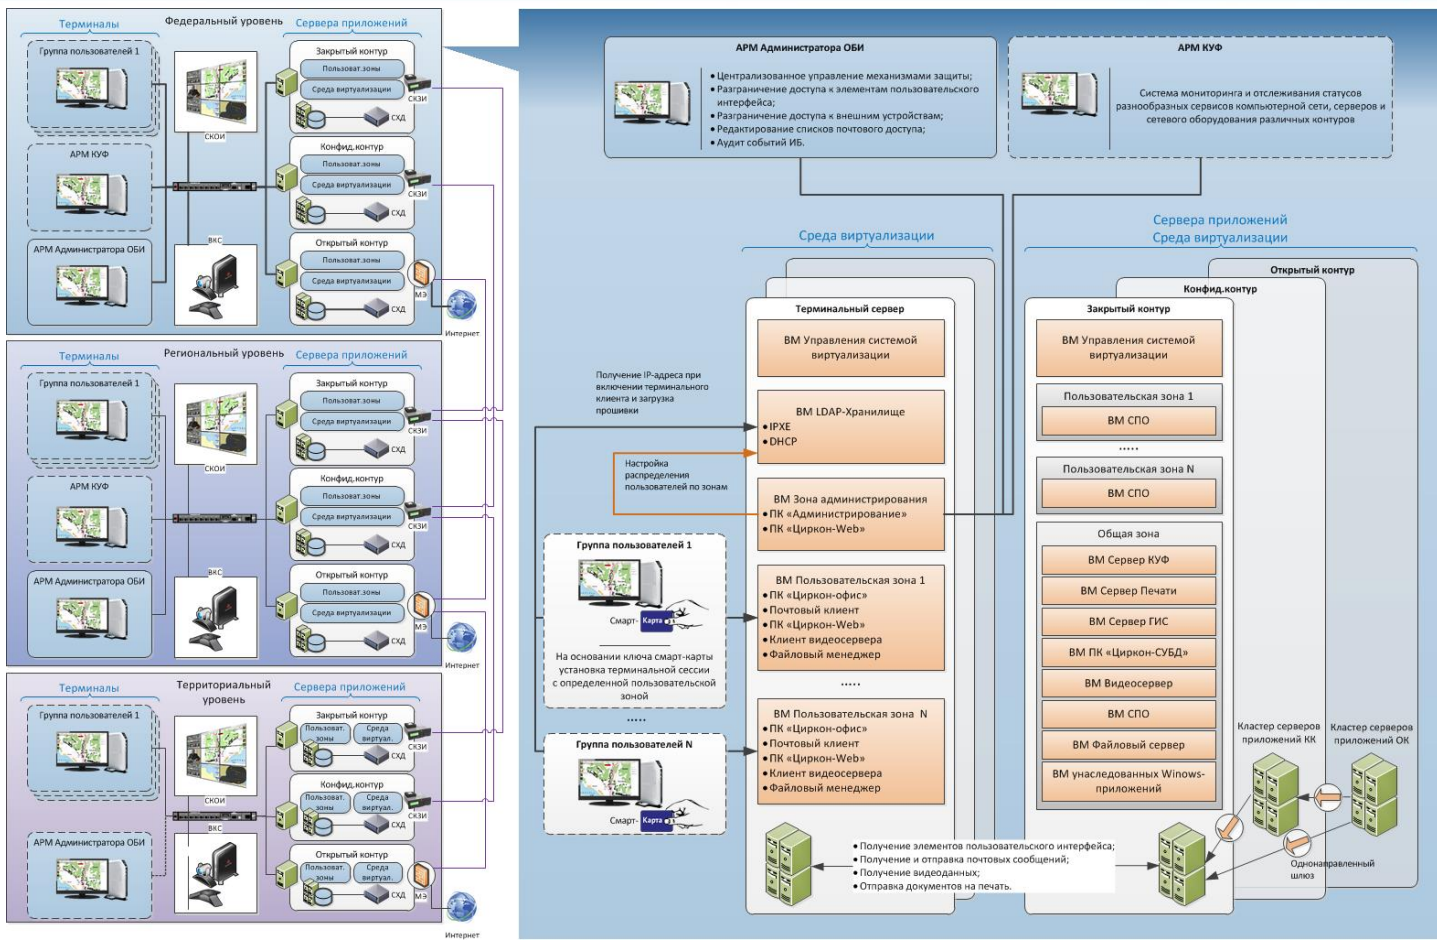 Терминалы
Федеральный уровень
Сервера приложений
Группа пользователей 1
СКОИ
АРМ КУФ
ВКС
АРМ Администратора ОБИ
Закрытый контур
Пользоват.зоны
Среда виртуализации
СКЗИ
СХД
Конфид.контур
Пользоват.зоны
Среда виртуализации
СКЗИ
СХД
Открытый контур
Пользоват.зоны
Среда виртуализации
МЭ
СХД
Интернет
Терминалы
Региональный уровень
Сервера приложений
Группа пользователей 1
СКОИ
АРМ КУФ
ВКС
АРМ Администратора ОБИ
Закрытый контур
Пользоват.зоны
Среда виртуализации
СКЗИ
СХД
Конфид.контур
Пользоват.зоны
Среда виртуализации
СКЗИ
СХД
Открытый контур
Пользоват.зоны
Среда виртуализации
МЭ
СХД
Интернет
Терминалы
Территориальный
уровень
Сервера приложений
Группа пользователей 1
СКОИ
ВКС
АРМ Администратора ОБИ
Закрытый контур
Пользоват. зоны
Среда виртуал.
СКЗИ
СХД
Конфид.контур
Пользоват. зоны
Среда виртуал.
СКЗИ
СХД
Открытый контур
Пользоват. зоны
Среда виртуал.
МЭ
СХД
Интернет
АРМ Администратора ОБИ
• Централизованное управление механизмами защиты;
• Разграничение доступа к элементам пользовательского
интерфейса;
• Разграничение доступа к внешним устройствам;
• Редактирование списков почтового доступа;
• Аудит событий ИБ.
АРМ КУФ
Система мониторинга и отслеживания статусов
разнообразных сервисов компьютерной сети, серверов и
сетевого оборудования различных контуров
Среда виртуализации
Терминальный сервер
ВМ Управления системой
виртуализации
ВМ LDAP-Хранилище
• IPXE
• DHCP
ВМ Зона администрирования
• ПК «Администрирование»
• ПК «Циркон-Web»
ВМ Пользовательская зона 1
• ПК «Циркон-офис»
• Почтовый клиент
• ПК «Циркон-Web»
• Клиент видеосервера
• Файловый менеджер
.....
ВМ Пользовательская зона N
• ПК «Циркон-офис»
• Почтовый клиент
• ПК «Циркон-Web»
• Клиент видеосервера
• Файловый менеджер
Получение IP-адреса при
включении терминального
клиента и загрузка
прошивки
Настройка
распределения
пользователей по зонам
Группа пользователей 1
Смарт- Карта
На основании ключа смарт-карты
установка терминальной сессии
с определенной пользовательской
зоной
.....
Группа пользователей N
Смарт- Карта
Сервера приложений
Среда виртуализации
Открытый контур
Конфид.контур
Закрытый контур
ВМ Управления системой
виртуализации
Пользовательская зона 1
ВМ СПО
.....
Пользовательская зона N
ВМ СПО
Общая зона
ВМ Сервер КУФ
ВМ Сервер Печати
ВМ Сервер ГИС
ВМ ПК «Циркон-СУБД»
ВМ Видеосервер
ВМ СПО
ВМ Файловый сервер
ВМ унаследованных Winows-
приложений
Кластер серверов
приложений КК
Кластер серверов
приложений ОК
Однонаправленный
шлюз
• Получение элементов пользовательского интерфейса;
• Получение и отправка почтовых сообщений;
• Получение видеоданных;
• Отправка документов на печать.